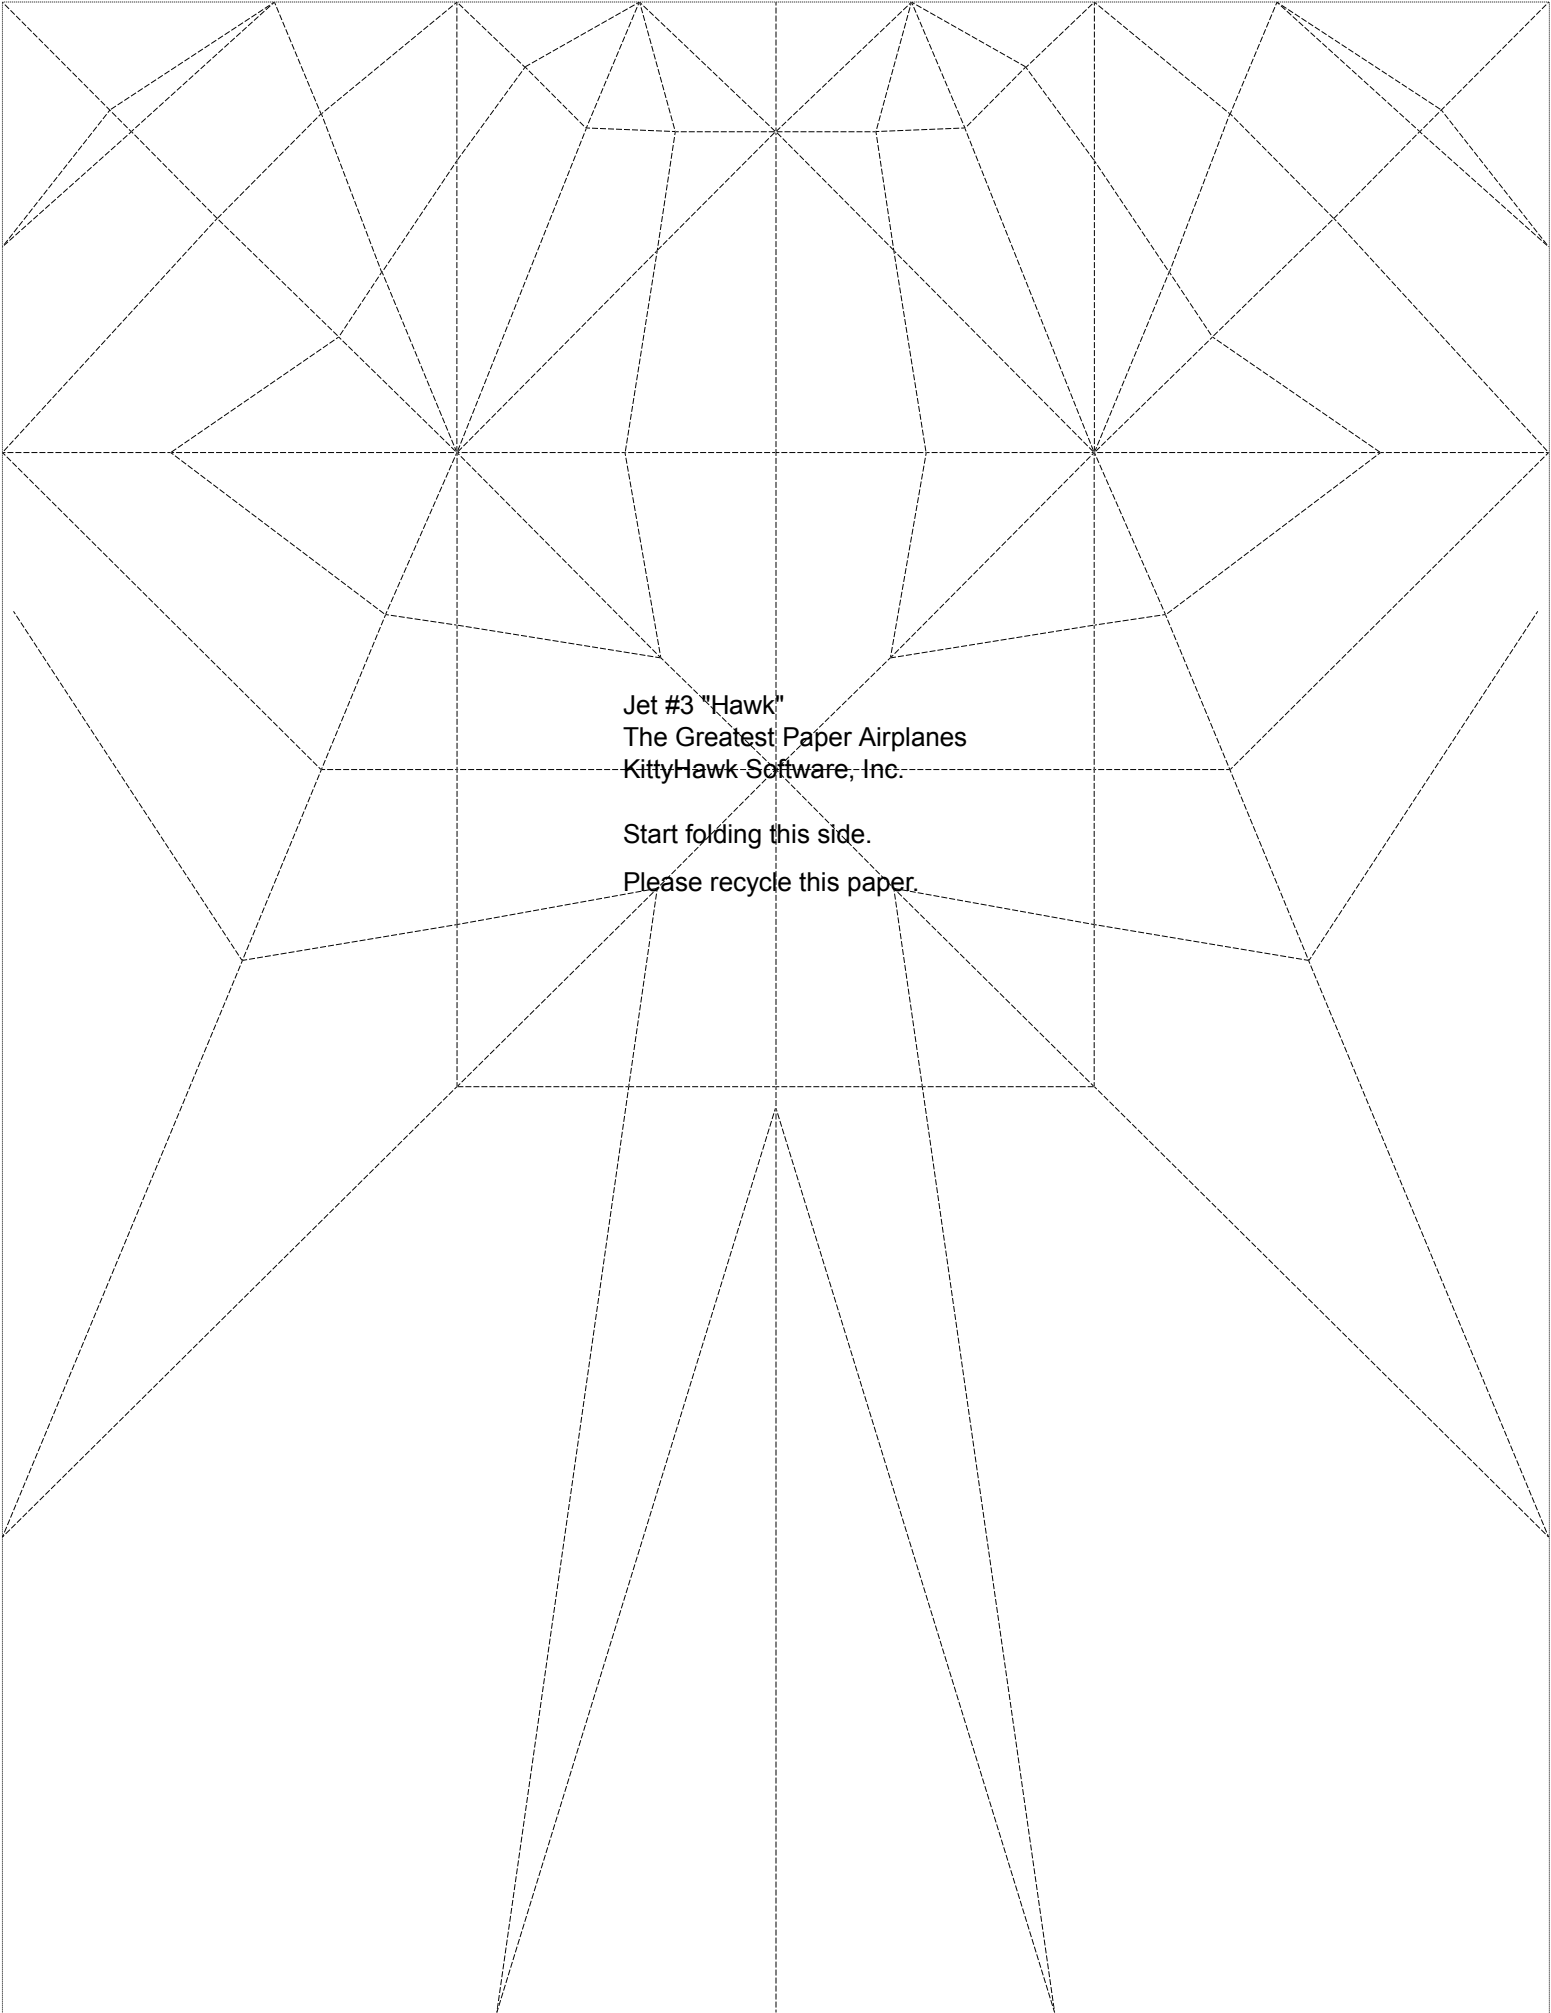 Jet #3 "Hawk"
The Greatest Paper Airplanes
KittyHawk Software, Inc.
Start folding this side.
Please recycle this paper.